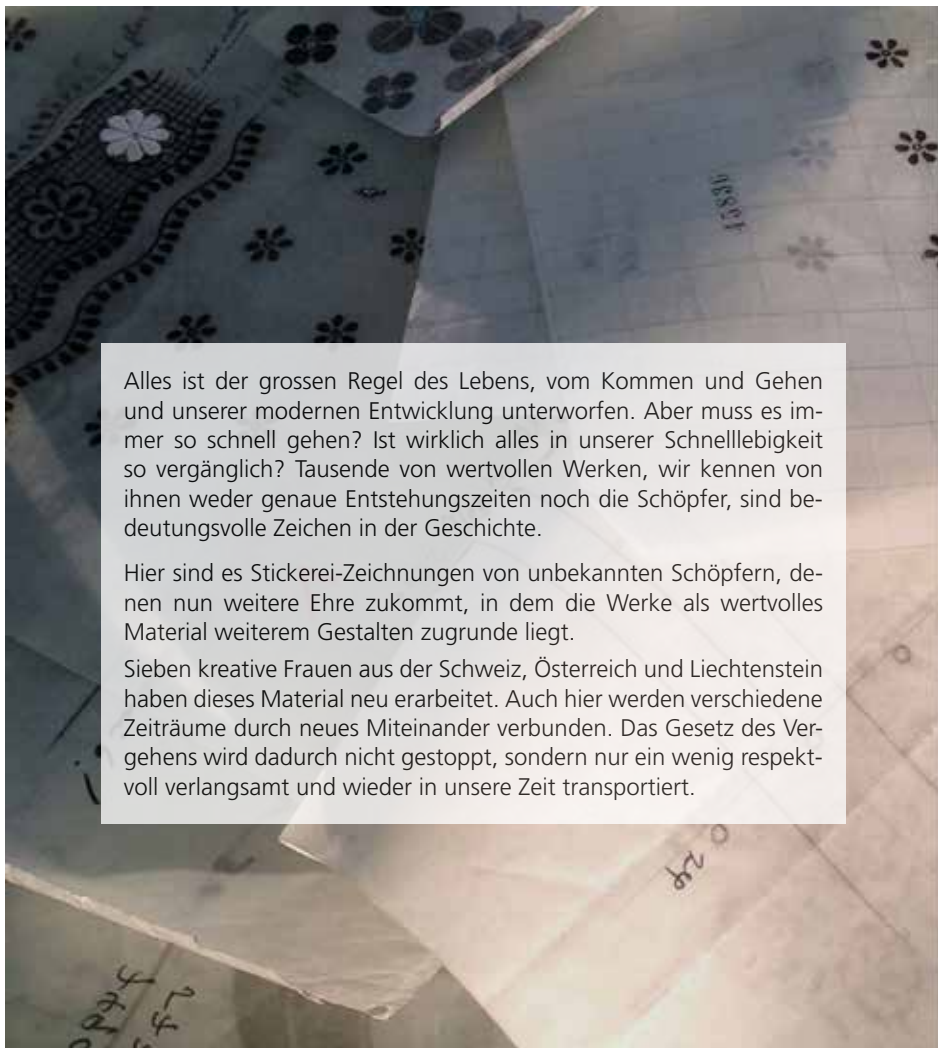 45836
Alles ist der grossen Regel des Lebens, vom Kommen und Gehen
und unserer modernen Entwicklung unterworfen. Aber muss es im-
mer so schnell gehen? Ist wirklich alles in unserer Schnelllebigkeit
so vergänglich? Tausende von wertvollen Werken, wir kennen von
ihnen weder genaue Entstehungszeiten noch die Schöpfer, sind be-
deutungsvolle Zeichen in der Geschichte.
Hier sind es Stickerei-Zeichnungen von unbekannten Schöpfern, de-
nen nun weitere Ehre zukommt, in dem die Werke als wertvolles
Material weiterem Gestalten zugrunde liegt.
Sieben kreative Frauen aus der Schweiz, Österreich und Liechtenstein
haben dieses Material neu erarbeitet. Auch hier werden verschiedene
Zeiträume durch neues Miteinander verbunden. Das Gesetz des Ver-
gehens wird dadurch nicht gestoppt, sondern nur ein wenig respekt-
voll verlangsamt und wieder in unsere Zeit transportiert.